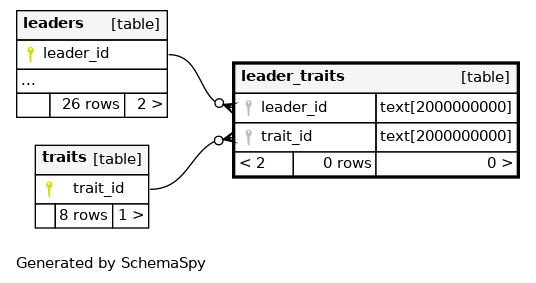 leaders [table]
leader_id
...
26 rows 2 >
leader_traits [table]
leader_id text[2000000000]
trait_id text[2000000000]
< 2 0 rows 0 >
traits [table]
trait_id
8 rows 1 >
Generated by SchemaSpy